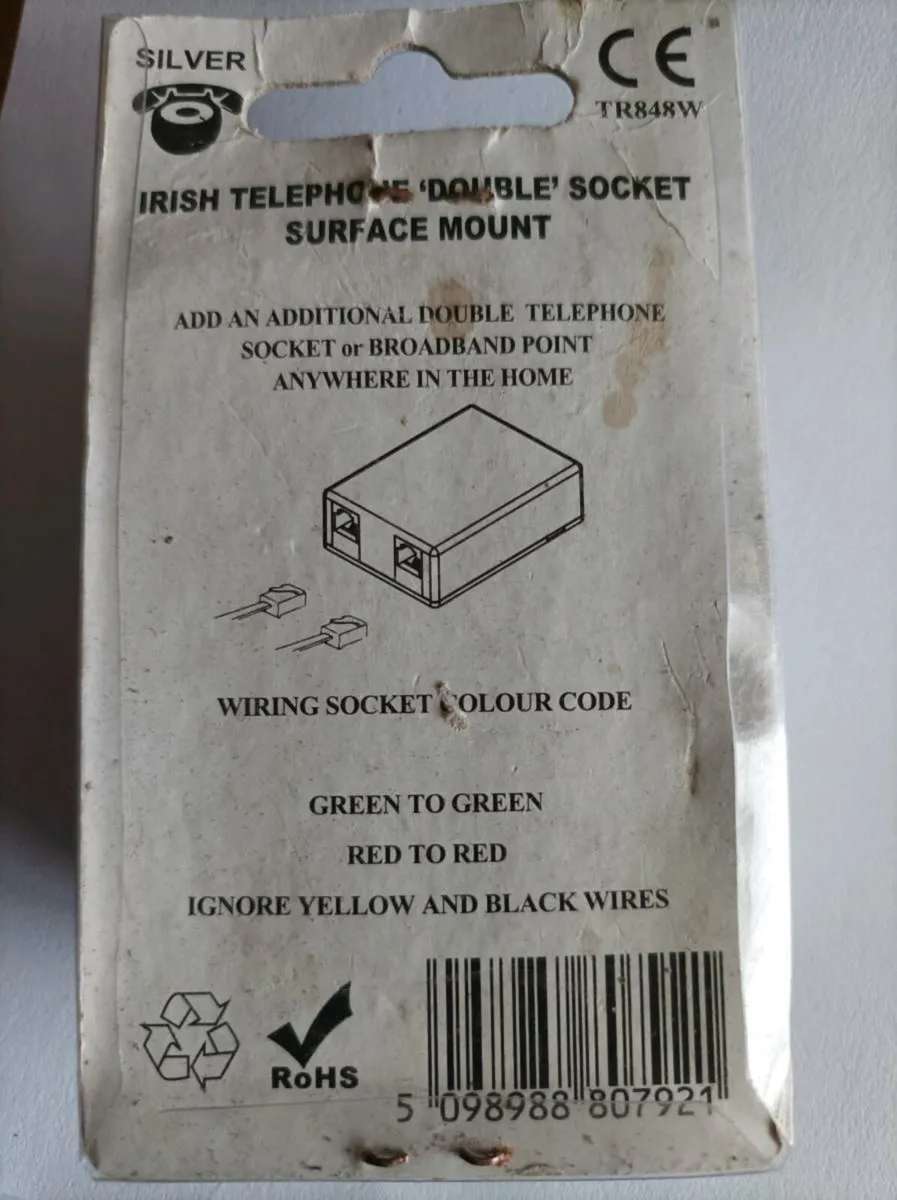 SILVER
CE
TR848W
IRISH TELEPHONE ‘DOUBLE’ SOCKET
SURFACE MOUNT
ADD AN ADDITIONAL DOUBLE TELEPHONE
SOCKET or BROADBAND POINT
ANYWHERE IN THE HOME
WIRING SOCKET COLOUR CODE
GREEN TO GREEN
RED TO RED
IGNORE YELLOW AND BLACK WIRES
RoHS
5 098988 807921